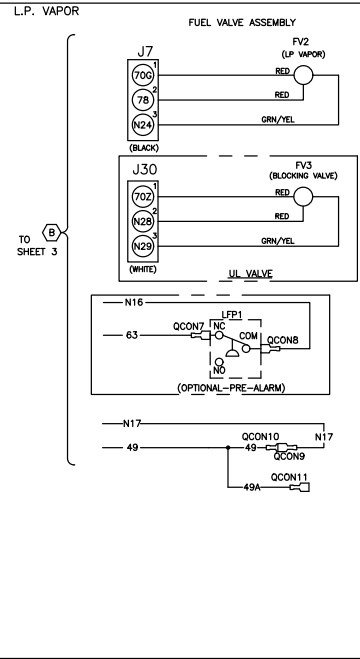 L.P. VAPOR
FUEL VALVE ASSEMBLY
J7
FV2
(LP VAPOR)
70G 1 RED
78 2 RED
N24 3 GRN/YEL
(BLACK)
J30
FV3
(BLOCKING VALVE)
70Z 1 RED
N28 2 RED
N29 3 GRN/YEL
(WHITE)
UL VALVE
TO B
SHEET 3
N16
LFP1
63 QCON7 NC COM QCON8
NO
(OPTIONAL-PRE-ALARM)
N17
QCON10 N17
49 49
QCON9
QCON11
49A